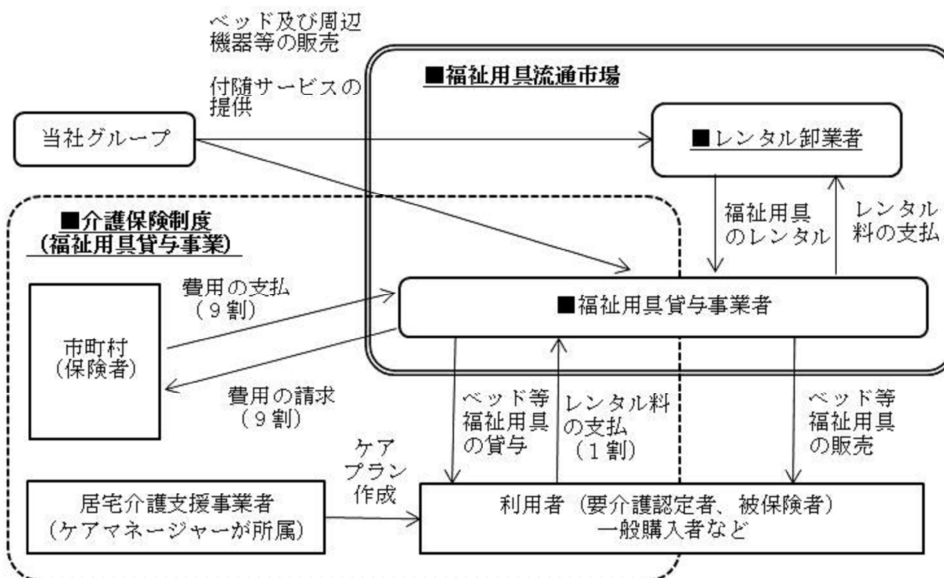 ベッド及び周辺
機器等の販売
付随サービスの
提供
■福祉用具流通市場
当社グループ
■レンタル卸業者
福祉用具
のレンタル
レンタル
料の支払
■介護保険制度
(福祉用具貸与事業)
費用の支払
(9割)
■福祉用具貸与事業者
市町村
(保険者)
費用の請求
(9割)
ベッド等
福祉用具
の貸与
レンタル料
の支払
(1割)
ベッド等
福祉用具
の販売
ケア
プラン
作成
居宅介護支援事業者
(ケアマネージャーが所属)
利用者(要介護認定者、被保険者)
一般購入者など